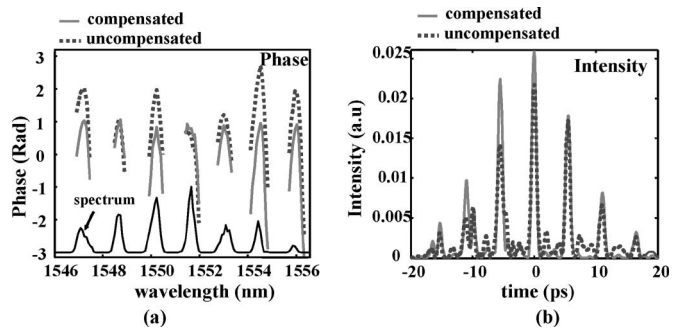 compensated
uncompensated
Phase
3
2
1
0
-1
-2
-3
Phase (Rad)
spectrum
1546 1548 1550 1552 1554 1556
wavelength (nm)
(a)
compensated
uncompensated
Intensity
0.025
0.02
0.015
0.01
0.005
0
Intensity (a.u)
-20 -10 0 10 20
time (ps)
(b)